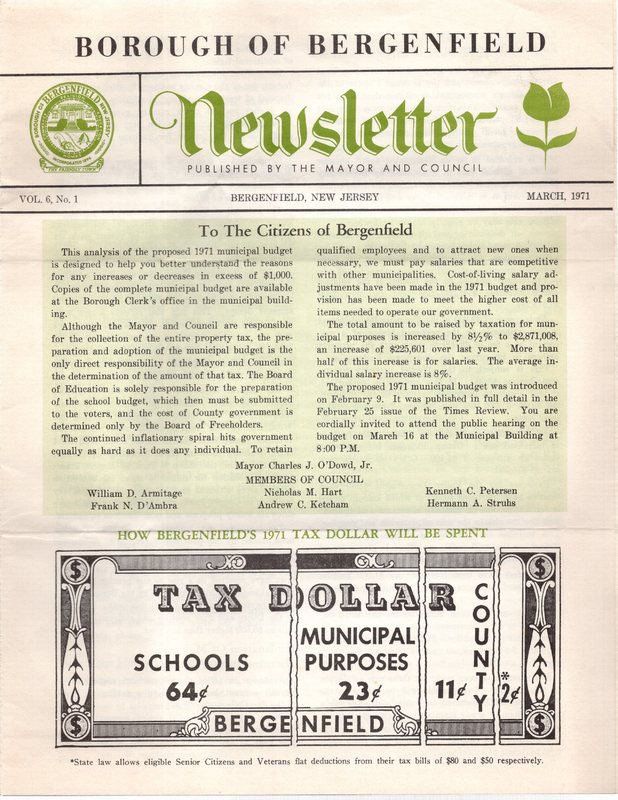 BOROUGH OF BERGENFIELD
BOROUGH OF BERGENFIELD NEW JERSEY
INCORPORATED 1894
THE FRIENDLY TOWN
Newsletter
PUBLISHED BY THE MAYOR AND COUNCIL
VOL. 6, No. 1
BERGENFIELD, NEW JERSEY
MARCH, 1971
To The Citizens of Bergenfield
This analysis of the proposed 1971 municipal budget
is designed to help you better understand the reasons
for any increases or decreases in excess of $1,000.
Copies of the complete municipal budget are available
at the Borough Clerk's office in the municipal build-
ing.
Although the Mayor and Council are responsible
for the collection of the entire property tax, the pre-
paration and adoption of the municipal budget is the
only direct responsibility of the Mayor and Council in
the determination of the amount of that tax. The Board
of Education is solely responsible for the preparation
of the school budget, which then must be submitted
to the voters, and the cost of County government is
determined only by the Board of Freeholders.
The continued inflationary spiral hits government
equally as hard as it does any individual. To retain
qualified employees and to attract new ones when
necessary, we must pay salaries that are competitive
with other municipalities. Cost-of-living salary ad-
justments have been made in the 1971 budget and pro-
vision has been made to meet the higher cost of all
items needed to operate our government.
The total amount to be raised by taxation for mun-
icipal purposes is increased by 8½% to $2,871,008,
an increase of $225,601 over last year. More than
half of this increase is for salaries. The average in-
dividual salary increase is 8%.
The proposed 1971 municipal budget was introduced
on February 9. It was published in full detail in the
February 25 issue of the Times Review. You are
cordially invited to attend the public hearing on the
budget on March 16 at the Municipal Building at
8:00 P.M.
Mayor Charles J. O'Dowd, Jr.
MEMBERS OF COUNCIL
William D. Armitage
Nicholas M. Hart
Kenneth C. Petersen
Frank N. D'Ambra
Andrew C. Ketcham
Hermann A. Struhs
HOW BERGENFIELD'S 1971 TAX DOLLAR WILL BE SPENT
$
$
TAX DOLLAR
SCHOOLS
64¢
MUNICIPAL
PURPOSES
23¢
11¢
COUNTY
*
2¢
BERGENFIELD
$
$
*State law allows eligible Senior Citizens and Veterans flat deductions from their tax bills of $80 and $50 respectively.